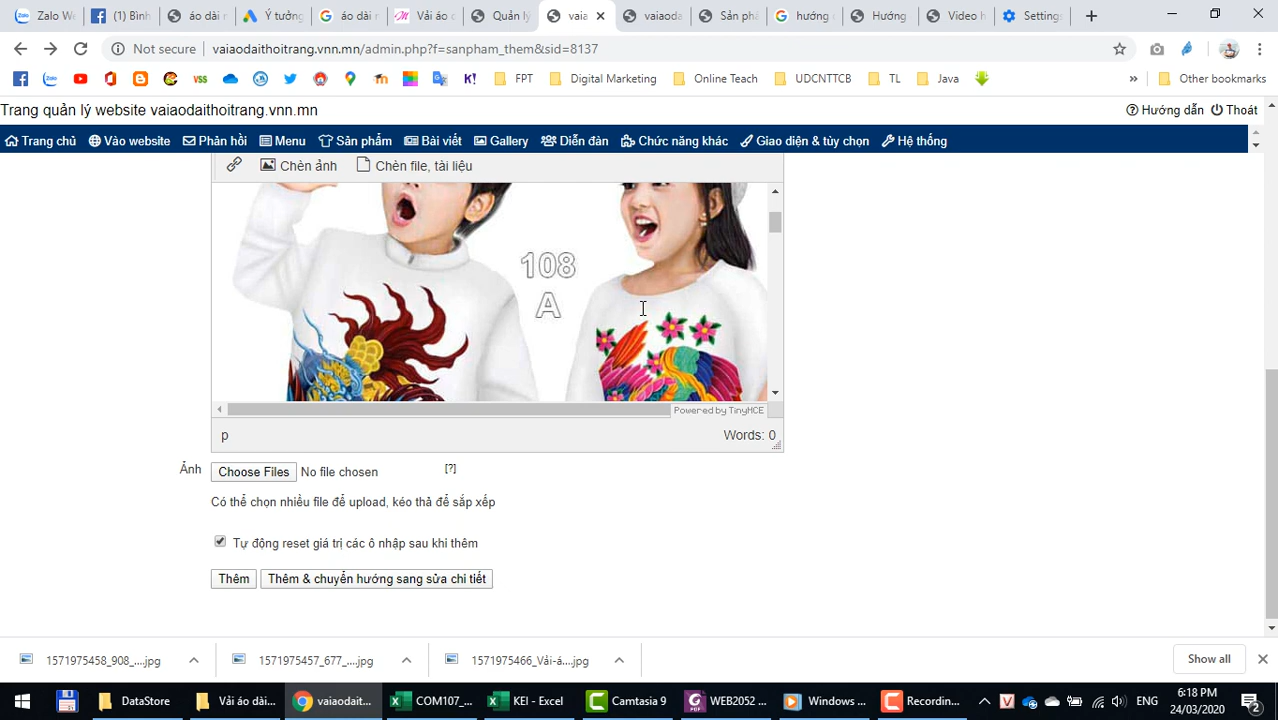 Zalo We
(1) Bình
áo dài r
Ý tưởng
áo dài r
Vải áo d
Quản lý
vaia
vaiaod
Sản phẩ
hướng d
Hướng
Video h
Settings
Not secure
vaiaodaithoitrang.vnn.mn/admin.php?f=sanpham_them&sid=8137
FPT
Digital Marketing
Online Teach
UDCNTTCB
TL
Java
Other bookmarks
Trang quản lý website vaiaodaithoitrang.vnn.mn
Hướng dẫn
Thoát
Trang chủ
Vào website
Phản hồi
Menu
Sản phẩm
Bài viết
Gallery
Diễn đàn
Chức năng khác
Giao diện & tùy chọn
Hệ thống
Chèn ảnh
Chèn file, tài liệu
108
A
Powered by TinyMCE
p
Words: 0
Ảnh
Choose Files No file chosen
[?]
Có thể chọn nhiều file để upload, kéo thả để sắp xếp
Tự động reset giá trị các ô nhập sau khi thêm
Thêm
Thêm & chuyển hướng sang sửa chi tiết
1571975458_908_....jpg
1571975457_677_....jpg
1571975466_Vải-á....jpg
Show all
DataStore
Vải áo dài...
vaiaodait...
COM107_...
KEI - Excel
Camtasia 9
WEB2052 ...
Windows ...
Recordin...
ENG
6:18 PM
24/03/2020
2